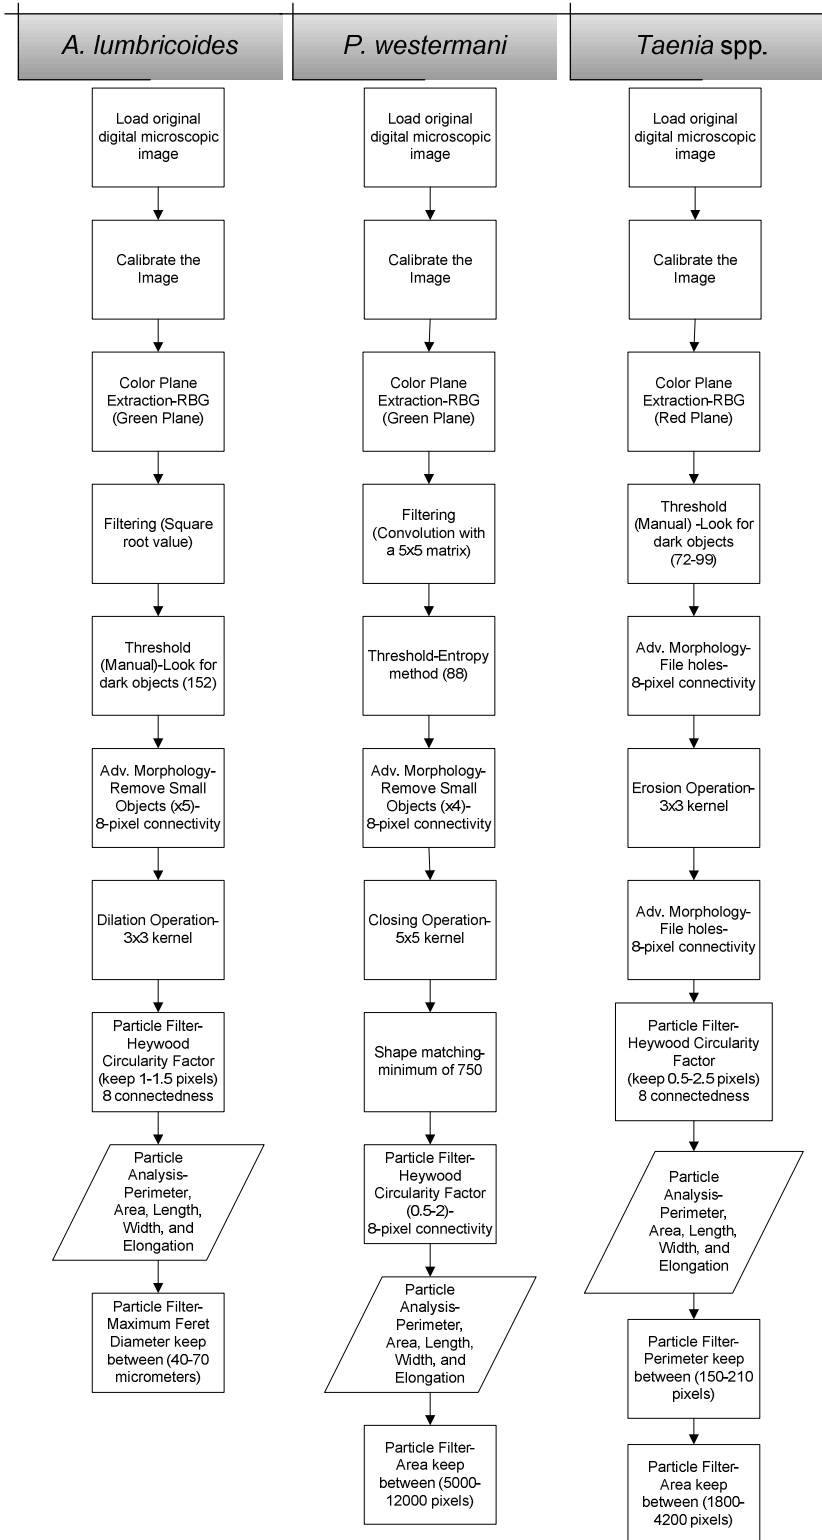 A. lumbricoides
Load original
digital microscopic
image
Calibrate the
Image
Color Plane
Extraction-RBG
(Green Plane)
Filtering (Square
root value)
Threshold
(Manual)-Look for
dark objects (152)
Adv. Morphology-
Remove Small
Objects (x5)-
8-pixel connectivity
Dilation Operation-
3x3 kernel
Particle Filter-
Heywood
Circularity Factor
(keep 1-1.5 pixels)
8 connectedness
Particle
Analysis-
Perimeter,
Area, Length,
Width, and
Elongation
Particle Filter-
Maximum Feret
Diameter keep
between (40-70
micrometers)
P. westermani
Load original
digital microscopic
image
Calibrate the
Image
Color Plane
Extraction-RBG
(Green Plane)
Filtering
(Convolution with
a 5x5 matrix)
Threshold-Entropy
method (88)
Adv. Morphology-
Remove Small
Objects (x4)-
8-pixel connectivity
Closing Operation-
5x5 kernel
Shape matching-
minimum of 750
Particle Filter-
Heywood
Circularity Factor
(0.5-2)-
8-pixel connectivity
Particle
Analysis-
Perimeter,
Area, Length,
Width, and
Elongation
Particle Filter-
Area keep
between (5000-
12000 pixels)
Taenia spp.
Load original
digital microscopic
image
Calibrate the
Image
Color Plane
Extraction-RBG
(Red Plane)
Threshold
(Manual) -Look for
dark objects
(72-99)
Adv. Morphology-
File holes-
8-pixel connectivity
Erosion Operation-
3x3 kernel
Adv. Morphology-
File holes-
8-pixel connectivity
Particle Filter-
Heywood Circularity
Factor
(keep 0.5-2.5 pixels)
8 connectedness
Particle
Analysis-
Perimeter,
Area, Length,
Width, and
Elongation
Particle Filter-
Perimeter keep
between (150-210
pixels)
Particle Filter-
Area keep
between (1800-
4200 pixels)